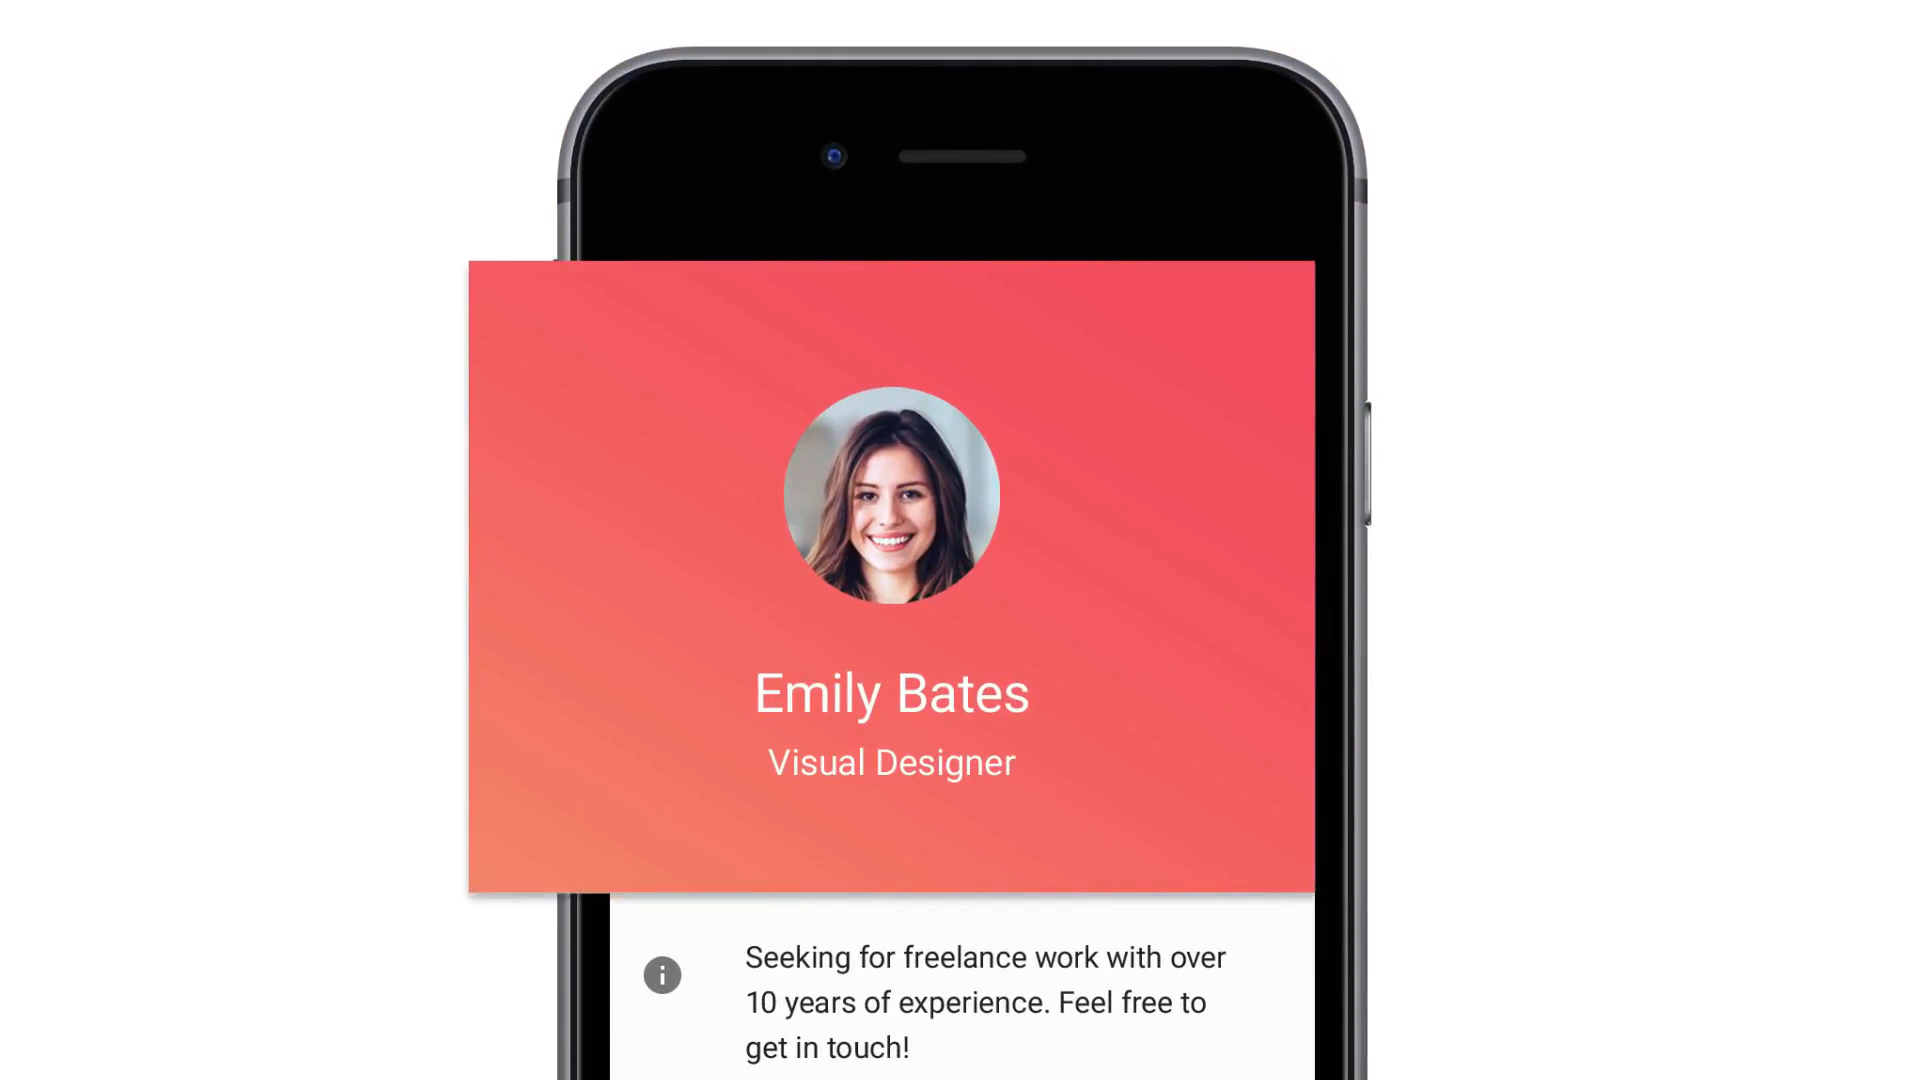 Emily Bates
Visual Designer
Seeking for freelance work with over
10 years of experience. Feel free to
get in touch!